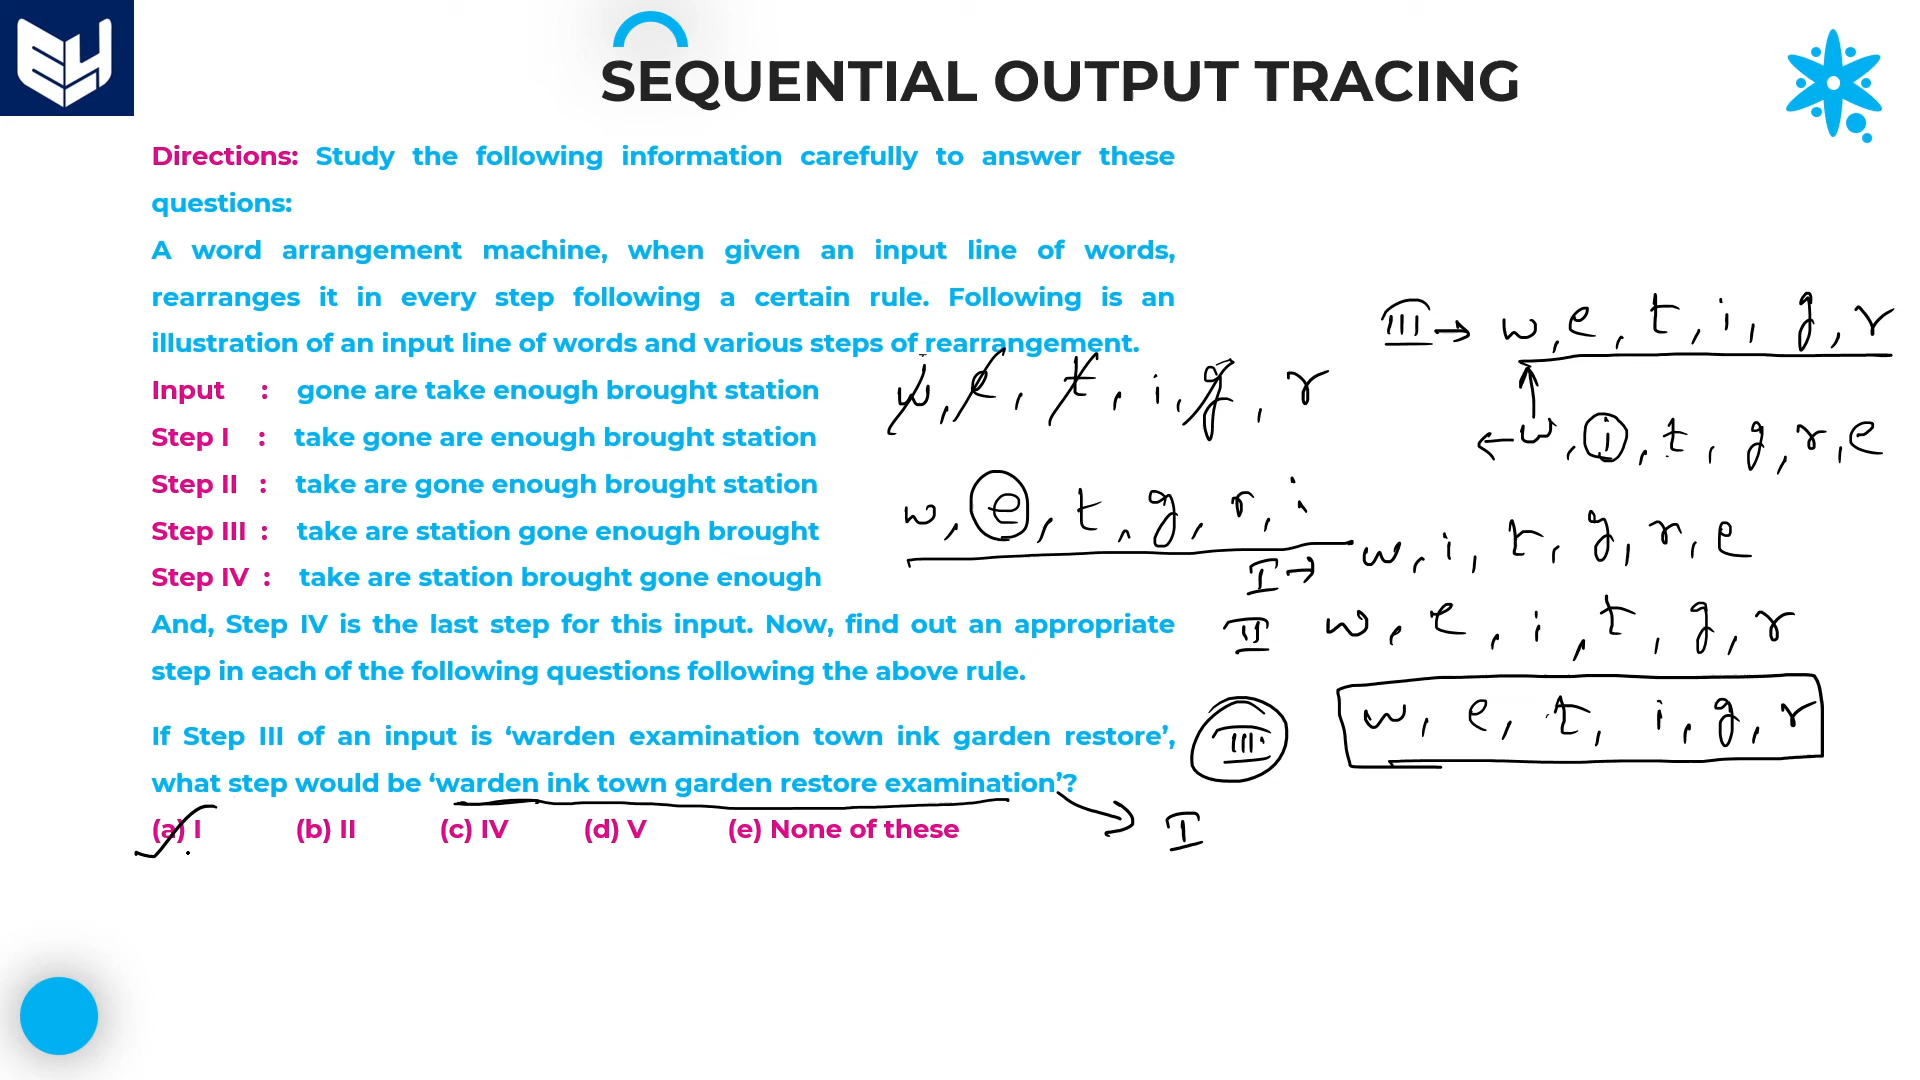 SEQUENTIAL OUTPUT TRACING
Directions: Study the following information carefully to answer these
questions:
A word arrangement machine, when given an input line of words,
rearranges it in every step following a certain rule. Following is an
illustration of an input line of words and various steps of rearrangement.
Input : gone are take enough brought station
Step I : take gone are enough brought station
Step II : take are gone enough brought station
Step III : take are station gone enough brought
Step IV : take are station brought gone enough
And, Step IV is the last step for this input. Now, find out an appropriate
step in each of the following questions following the above rule.
If Step III of an input is ‘warden examination town ink garden restore’,
what step would be ‘warden ink town garden restore examination’?
(a) I (b) II (c) IV (d) V (e) None of these
I
w, e, t, i, g, r
w, e, t, g, r, i
III → w, e, t, i, g, r
← w, i, t, g, r, e
I → w, i, t, g, r, e
II w, e, i, t, g, r
III w, e, t, i, g, r